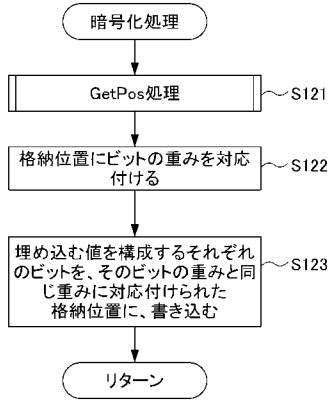 暗号化処理
GetPos処理
S121
格納位置にビットの重みを対応
付ける
S122
埋め込む値を構成するそれぞれ
のビットを、そのビットの重みと同
じ重みに対応付けられた
格納位置に、書き込む
S123
リターン